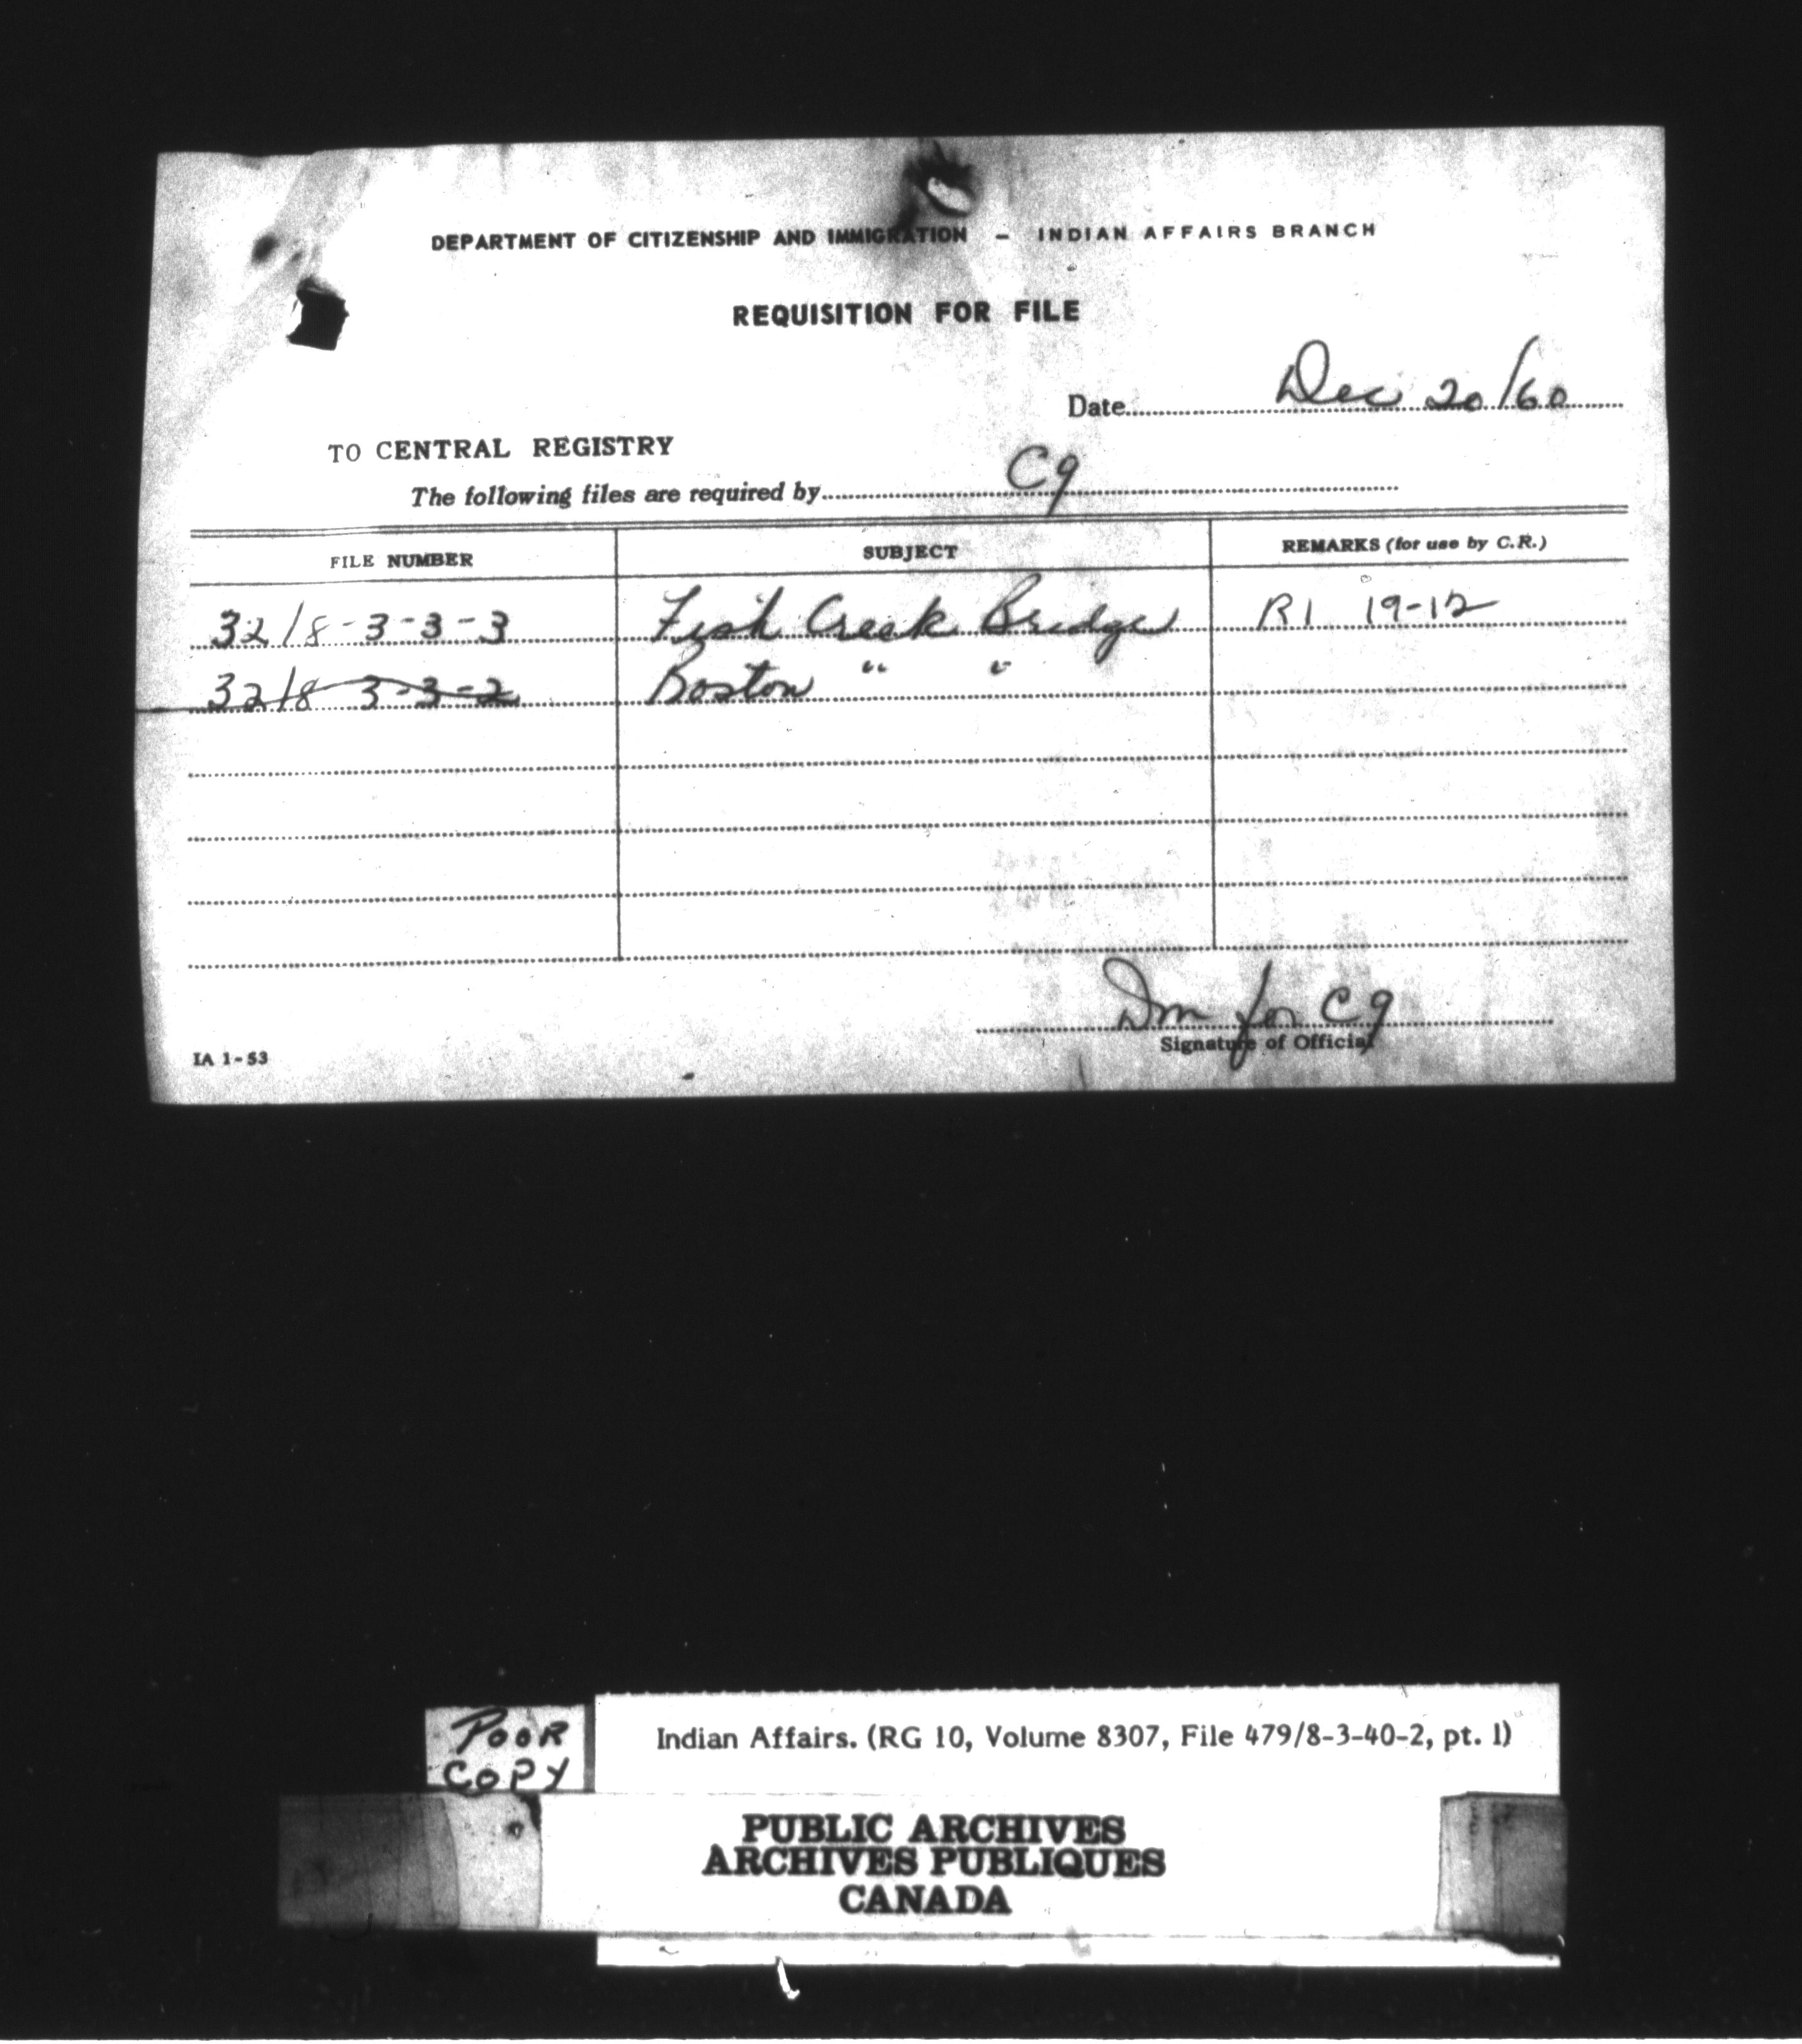 DEPARTMENT OF CITIZENSHIP AND IMMIGRATION – INDIAN AFFAIRS BRANCH
REQUISITION FOR FILE
Date Dec 20/60
TO CENTRAL REGISTRY
The following files are required by C9
FILE NUMBER SUBJECT REMARKS (for use by C.R.)
32/8-3-3-3 Fish Creek Bridge R1 19-12
32/8 3-3-2 Boston " "
Dm for C9
Signature of Official
IA 1-53
POOR
COPY
Indian Affairs. (RG 10, Volume 8307, File 479/8-3-40-2, pt. 1)
PUBLIC ARCHIVES
ARCHIVES PUBLIQUES
CANADA